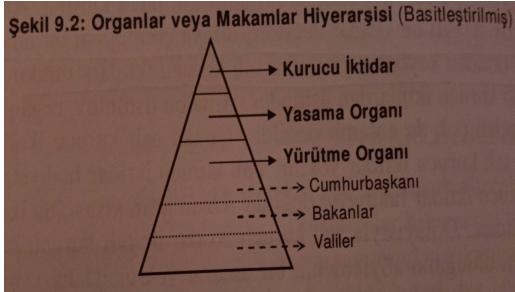 Şekil 9.2: Organlar veya Makamlar Hiyerarşisi (Basitleştirilmiş)
Kurucu İktidar
Yasama Organı
Yürütme Organı
Cumhurbaşkanı
Bakanlar
Valiler